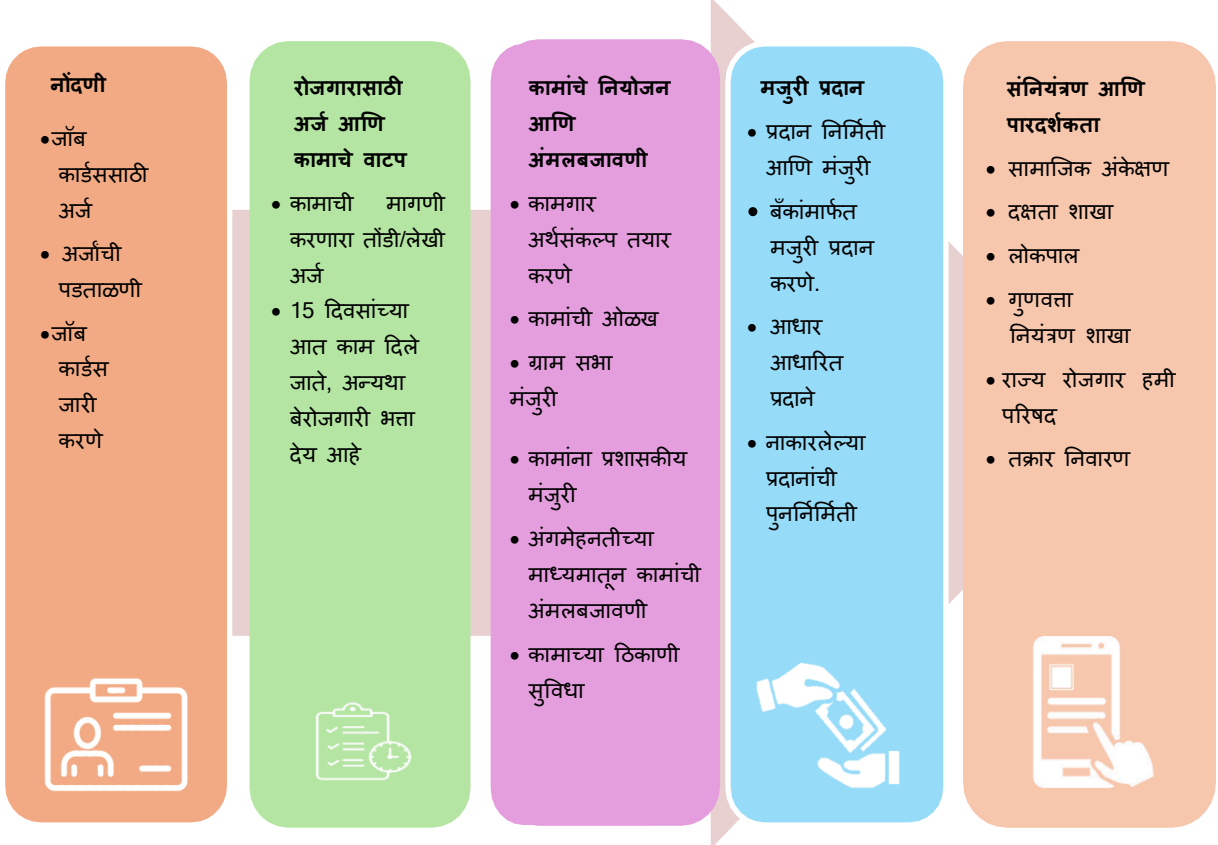 नोंदणी
•जॉब
कार्डससाठी
अर्ज
• अर्जांची
पडताळणी
•जॉब
कार्डस
जारी
करणे
रोजगारासाठी
अर्ज आणि
कामाचे वाटप
• कामाची मागणी
करणारा तोंडी/लेखी
अर्ज
• 15 दिवसांच्या
आत काम दिले
जाते, अन्यथा
बेरोजगारी भत्ता
देय आहे
कामांचे नियोजन
आणि
अंमलबजावणी
• कामगार
अर्थसंकल्प तयार
करणे
• कामांची ओळख
• ग्राम सभा
मंजुरी
• कामांना प्रशासकीय
मंजुरी
• अंगमेहनतीच्या
माध्यमातून कामांची
अंमलबजावणी
• कामाच्या ठिकाणी
सुविधा
मजुरी प्रदान
• प्रदान निर्मिती
आणि मंजुरी
• बँकांमार्फत
मजुरी प्रदान
करणे.
• आधार
आधारित
प्रदाने
• नाकारलेल्या
प्रदानांची
पुनर्निर्मिती
संनियंत्रण आणि
पारदर्शकता
• सामाजिक अंकेक्षण
• दक्षता शाखा
• लोकपाल
• गुणवत्ता
नियंत्रण शाखा
• राज्य रोजगार हमी
परिषद
• तक्रार निवारण